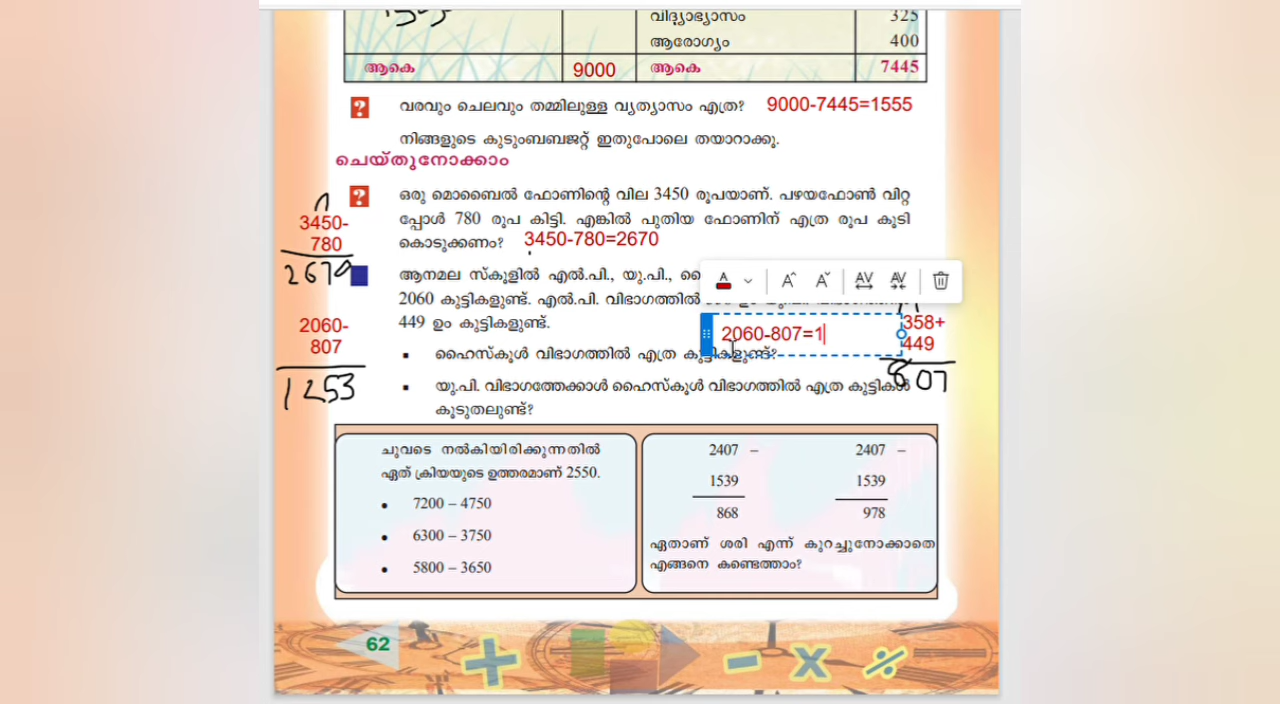 വിദ്യാഭ്യാസം 325
ആരോഗ്യം 400
ആകെ 9000 ആകെ 7445
? വരവും ചെലവും തമ്മിലുള്ള വ്യത്യാസം എത്ര? 9000-7445=1555
നിങ്ങളുടെ കുടുംബബജറ്റ് ഇതുപോലെ തയാറാക്കൂ.
ചെയ്തുനോക്കാം
? ഒരു മൊബൈൽ ഫോണിന്റെ വില 3450 രൂപയാണ്. പഴയഫോൺ വിറ്റ
പ്പോൾ 780 രൂപ കിട്ടി. എങ്കിൽ പുതിയ ഫോണിന് എത്ര രൂപ കൂടി
കൊടുക്കണം? 3450-780=2670
3450-
780
2670
ആനമല സ്കൂളിൽ എൽ.പി., യു.പി.,
2060 കുട്ടികളുണ്ട്. എൽ.പി. വിഭാഗത്തിൽ
449 ഉം കുട്ടികളുണ്ട്.
2060-
807
1253
2060-807=1
358+
449
807
▪ ഹൈസ്കൂൾ വിഭാഗത്തിൽ എത്ര കുട്ടികളുണ്ട്?
▪ യു.പി. വിഭാഗത്തേക്കാൾ ഹൈസ്കൂൾ വിഭാഗത്തിൽ എത്ര കുട്ടികൾ
കൂടുതലുണ്ട്?
ചുവടെ നൽകിയിരിക്കുന്നതിൽ
ഏത് ക്രിയയുടെ ഉത്തരമാണ് 2550.
• 7200 – 4750
• 6300 – 3750
• 5800 – 3650
2407 – 2407 –
1539 1539
868 978
ഏതാണ് ശരി എന്ന് കുറച്ചുനോക്കാതെ
എങ്ങനെ കണ്ടെത്താം?
62